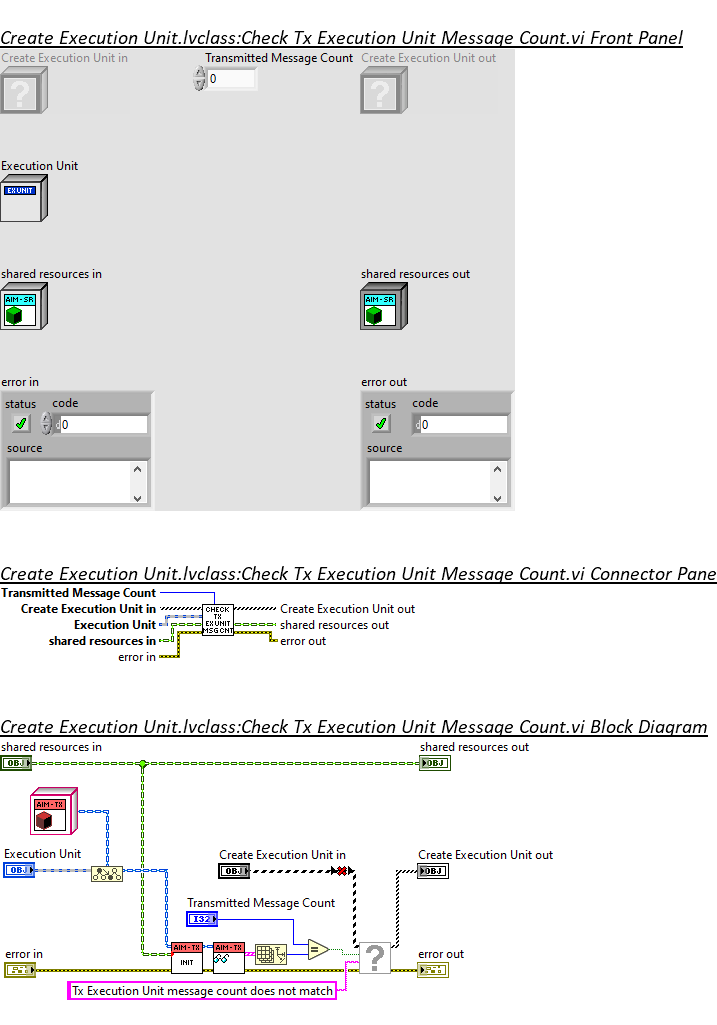 Create Execution Unit.lvclass:Check Tx Execution Unit Message Count.vi Front Panel
Create Execution Unit in
Transmitted Message Count
Create Execution Unit out
?
0
?
Execution Unit
EXUNIT
shared resources in
shared resources out
AIM-SR
AIM-SR
error in
error out
status code
status code
d0
d0
source
source
Create Execution Unit.lvclass:Check Tx Execution Unit Message Count.vi Connector Pane
Transmitted Message Count
Create Execution Unit in
Create Execution Unit out
Execution Unit
shared resources out
shared resources in
error out
error in
CHECK
TX
EXUNIT
MSGCNT
Create Execution Unit.lvclass:Check Tx Execution Unit Message Count.vi Block Diagram
shared resources in
shared resources out
OBJ
OBJ
AIM-TX
Execution Unit
Create Execution Unit in
Create Execution Unit out
OBJ
OBJ
OBJ
Transmitted Message Count
I32
AIM-TX
INIT
AIM-TX
=
?
error in
error out
Tx Execution Unit message count does not match